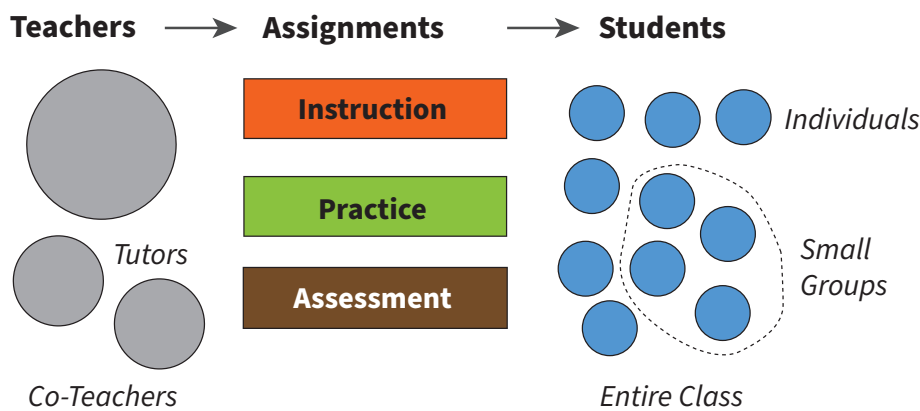 Teachers
Assignments
Students
Instruction
Practice
Assessment
Tutors
Co-Teachers
Individuals
Small
Groups
Entire Class